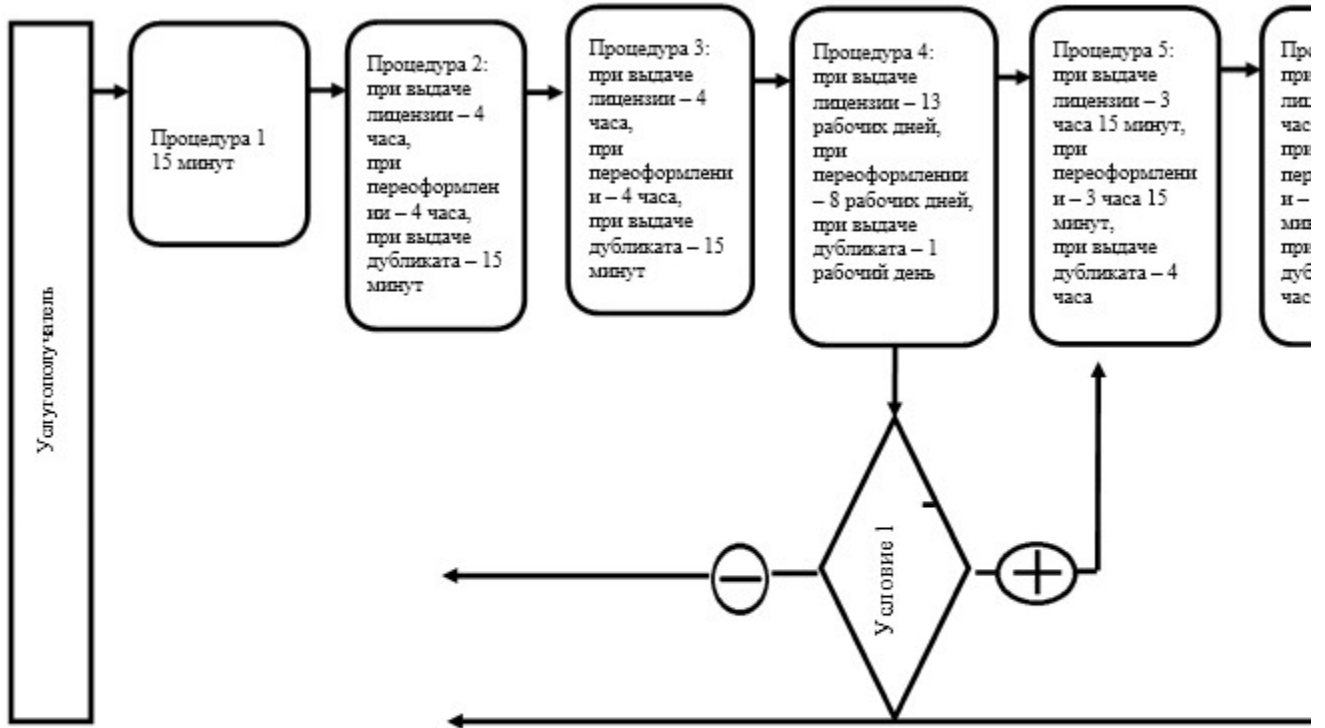 Услугополучатель
Процедура 1
15 минут
Процедура 2:
при выдаче
лицензии – 4
часа,
при
переоформлен
ии – 4 часа,
при выдаче
дубликата – 15
минут
Процедура 3:
при выдаче
лицензии – 4
часа,
при
переоформлени
и – 4 часа,
при выдаче
дубликата – 15
минут
Процедура 4:
при выдаче
лицензии – 13
рабочих дней,
при
переоформлении
– 8 рабочих дней,
при выдаче
дубликата – 1
рабочий день
Процедура 5:
при выдаче
лицензии – 3
часа 15 минут,
при
переоформлени
и – 3 часа 15
минут,
при выдаче
дубликата – 4
часа
при
и –
при
Условие 1